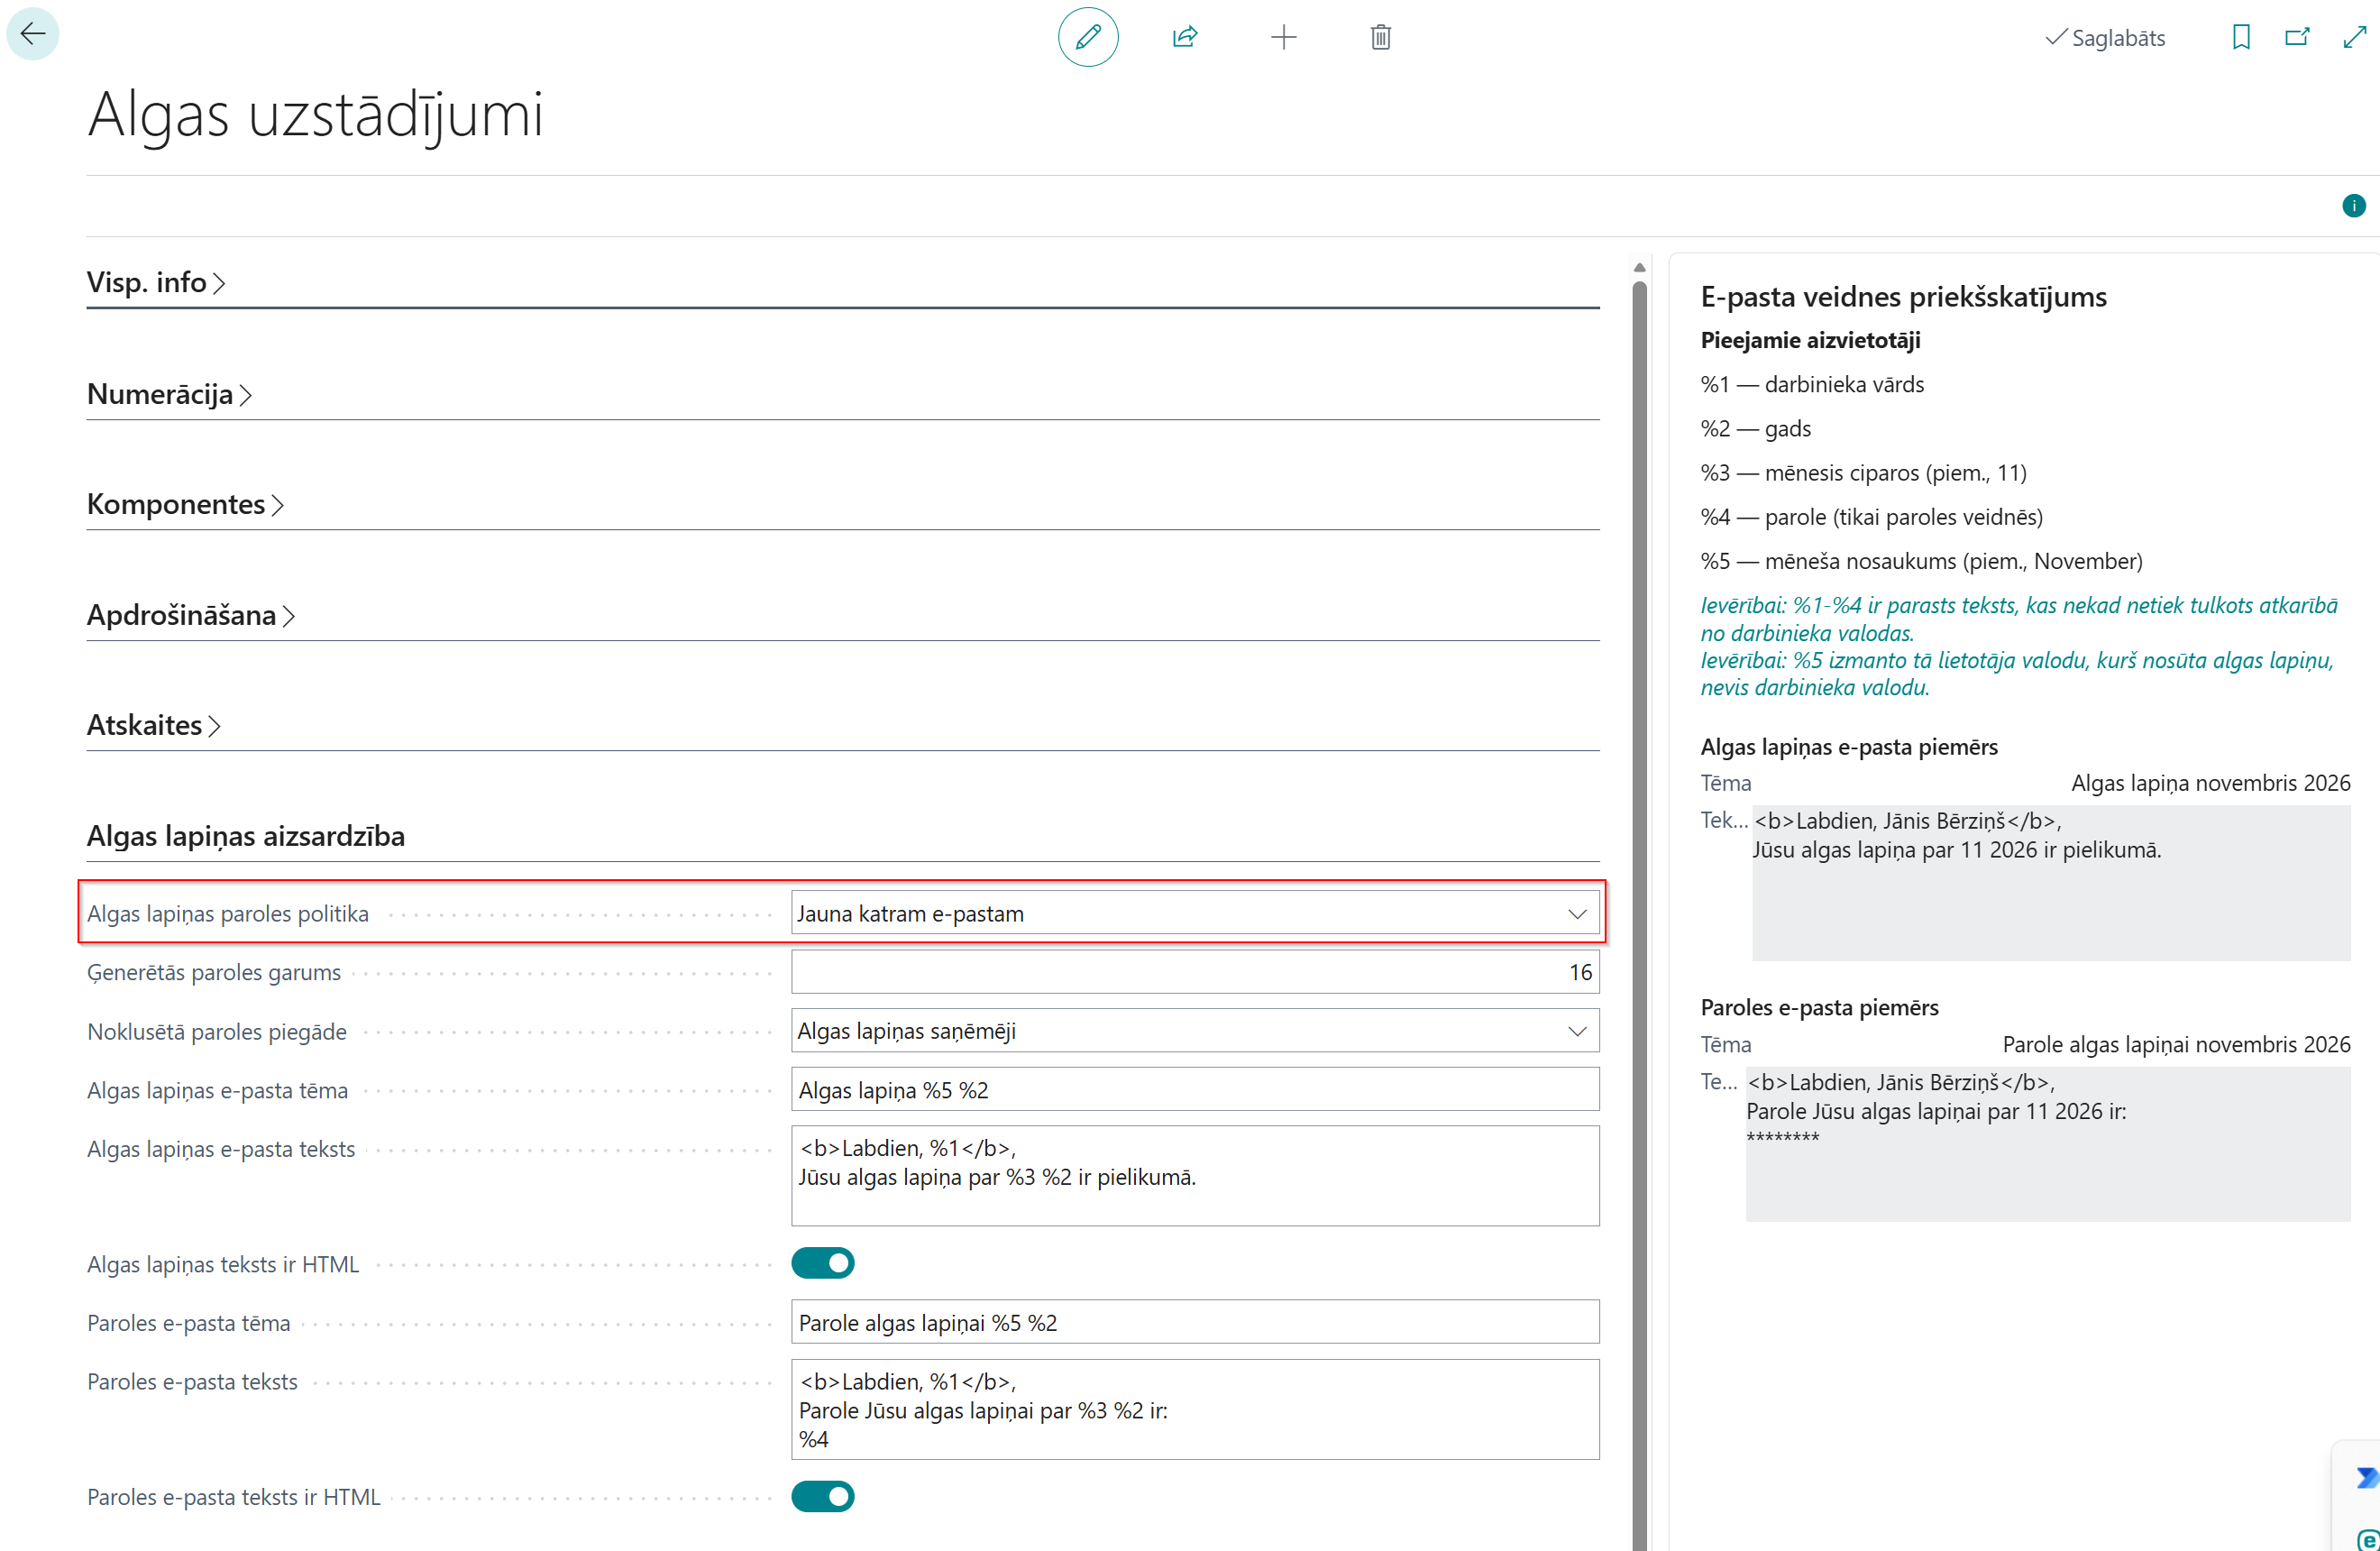 Saglabāts
Algas uzstādījumi
Visp. info
Numerācija
Komponentes
Apdrošināšana
Atskaites
Algas lapiņas aizsardzība
Algas lapiņas paroles politika
Jauna katram e-pastam
Ģenerētās paroles garums
16
Noklusētā paroles piegāde
Algas lapiņas saņēmēji
Algas lapiņas e-pasta tēma
Algas lapiņa %5 %2
Algas lapiņas e-pasta teksts
<b>Labdien, %1</b>,
Jūsu algas lapiņa par %3 %2 ir pielikumā.
Algas lapiņas teksts ir HTML
Paroles e-pasta tēma
Parole algas lapiņai %5 %2
Paroles e-pasta teksts
<b>Labdien, %1</b>,
Parole Jūsu algas lapiņai par %3 %2 ir:
%4
Paroles e-pasta teksts ir HTML
E-pasta veidnes priekšskatījums
Pieejamie aizvietotāji
%1 — darbinieka vārds
%2 — gads
%3 — mēnesis ciparos (piem., 11)
%4 — parole (tikai paroles veidnēs)
%5 — mēneša nosaukums (piem., November)
Ievērībai: %1-%4 ir parasts teksts, kas nekad netiek tulkots atkarībā
no darbinieka valodas.
Ievērībai: %5 izmanto tā lietotāja valodu, kurš nosūta algas lapiņu,
nevis darbinieka valodu.
Algas lapiņas e-pasta piemērs
Tēma
Algas lapiņa novembris 2026
Tek...
<b>Labdien, Jānis Bērziņš</b>,
Jūsu algas lapiņa par 11 2026 ir pielikumā.
Paroles e-pasta piemērs
Tēma
Parole algas lapiņai novembris 2026
Te...
<b>Labdien, Jānis Bērziņš</b>,
Parole Jūsu algas lapiņai par 11 2026 ir:
********